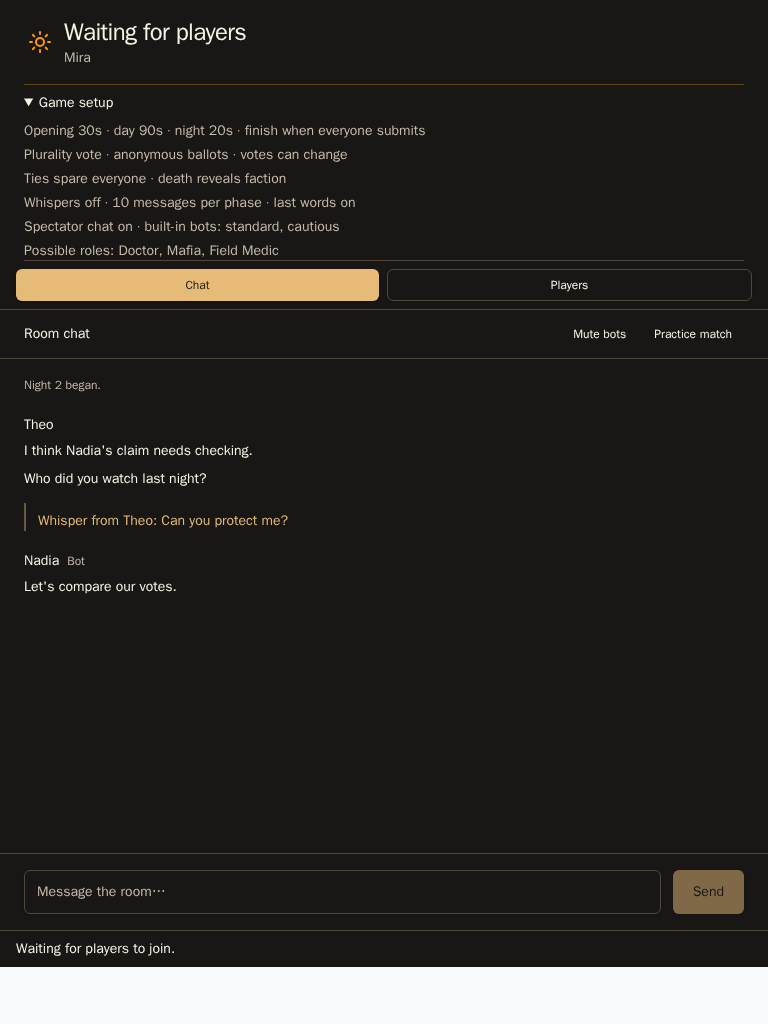 Waiting for players
Mira
▼ Game setup
Opening 30s · day 90s · night 20s · finish when everyone submits
Plurality vote · anonymous ballots · votes can change
Ties spare everyone · death reveals faction
Whispers off · 10 messages per phase · last words on
Spectator chat on · built-in bots: standard, cautious
Possible roles: Doctor, Mafia, Field Medic
Chat
Players
Room chat
Mute bots
Practice match
Night 2 began.
Theo
I think Nadia's claim needs checking.
Who did you watch last night?
Whisper from Theo: Can you protect me?
Nadia Bot
Let's compare our votes.
Message the room…
Send
Waiting for players to join.